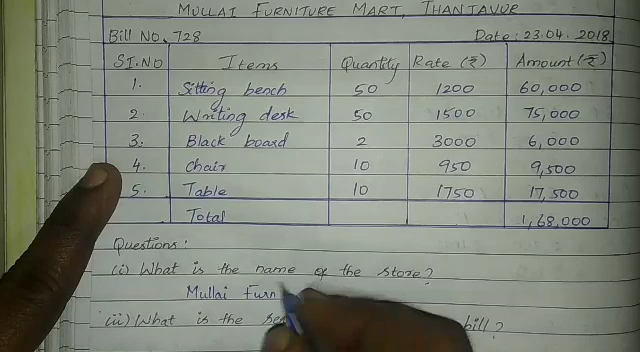 MULLAI FURNITURE MART, THANJAVUR
Bill No. 728 Date: 23.04.2018
SI.NO Items Quantity Rate (₹) Amount (₹)
1. Sitting bench 50 1200 60,000
2. Writing desk 50 1500 75,000
3. Black board 2 3000 6,000
4. Chair 10 950 9,500
5. Table 10 1750 17,500
Total 1,68,000
Questions:
(i) What is the name of the store?
Mullai Furn
(ii) What is the bill?